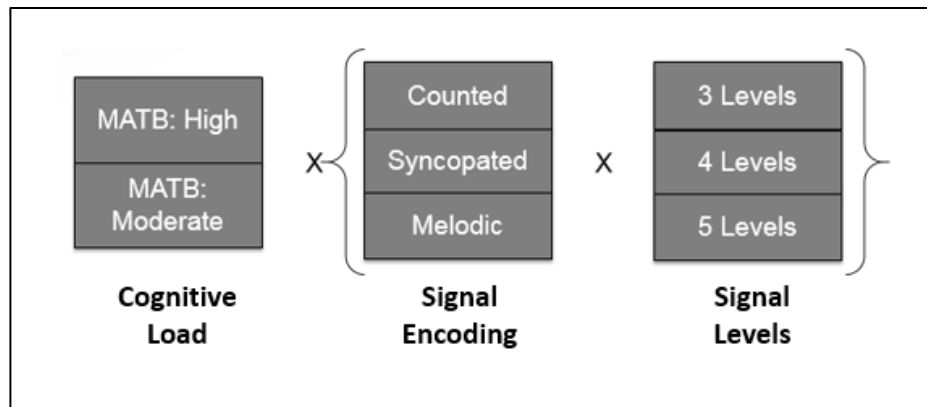 MATB: High
MATB:
Moderate
Cognitive
Load
X
Counted
Syncopated
Melodic
Signal
Encoding
X
3 Levels
4 Levels
5 Levels
Signal
Levels